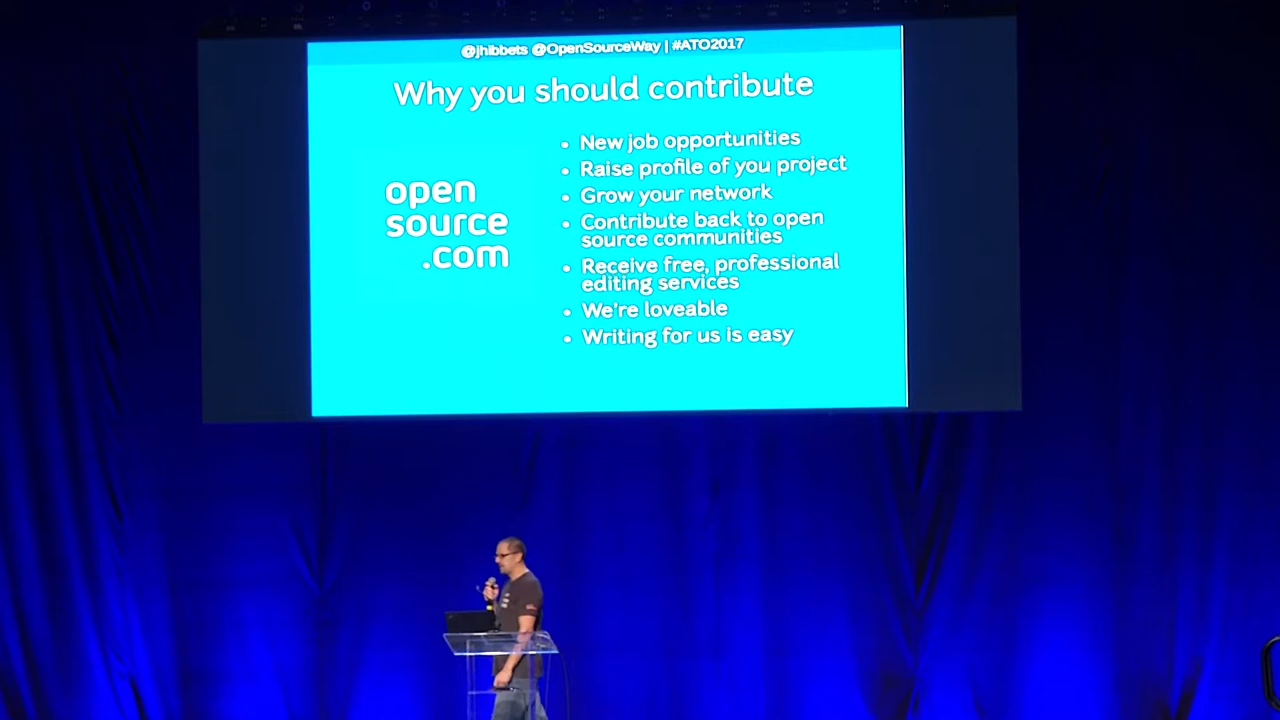 @jhibbets @OpenSourceWay | #ATO2017
Why you should contribute
open
source
.com
• New job opportunities
• Raise profile of you project
• Grow your network
• Contribute back to open
source communities
• Receive free, professional
editing services
• We're loveable
• Writing for us is easy